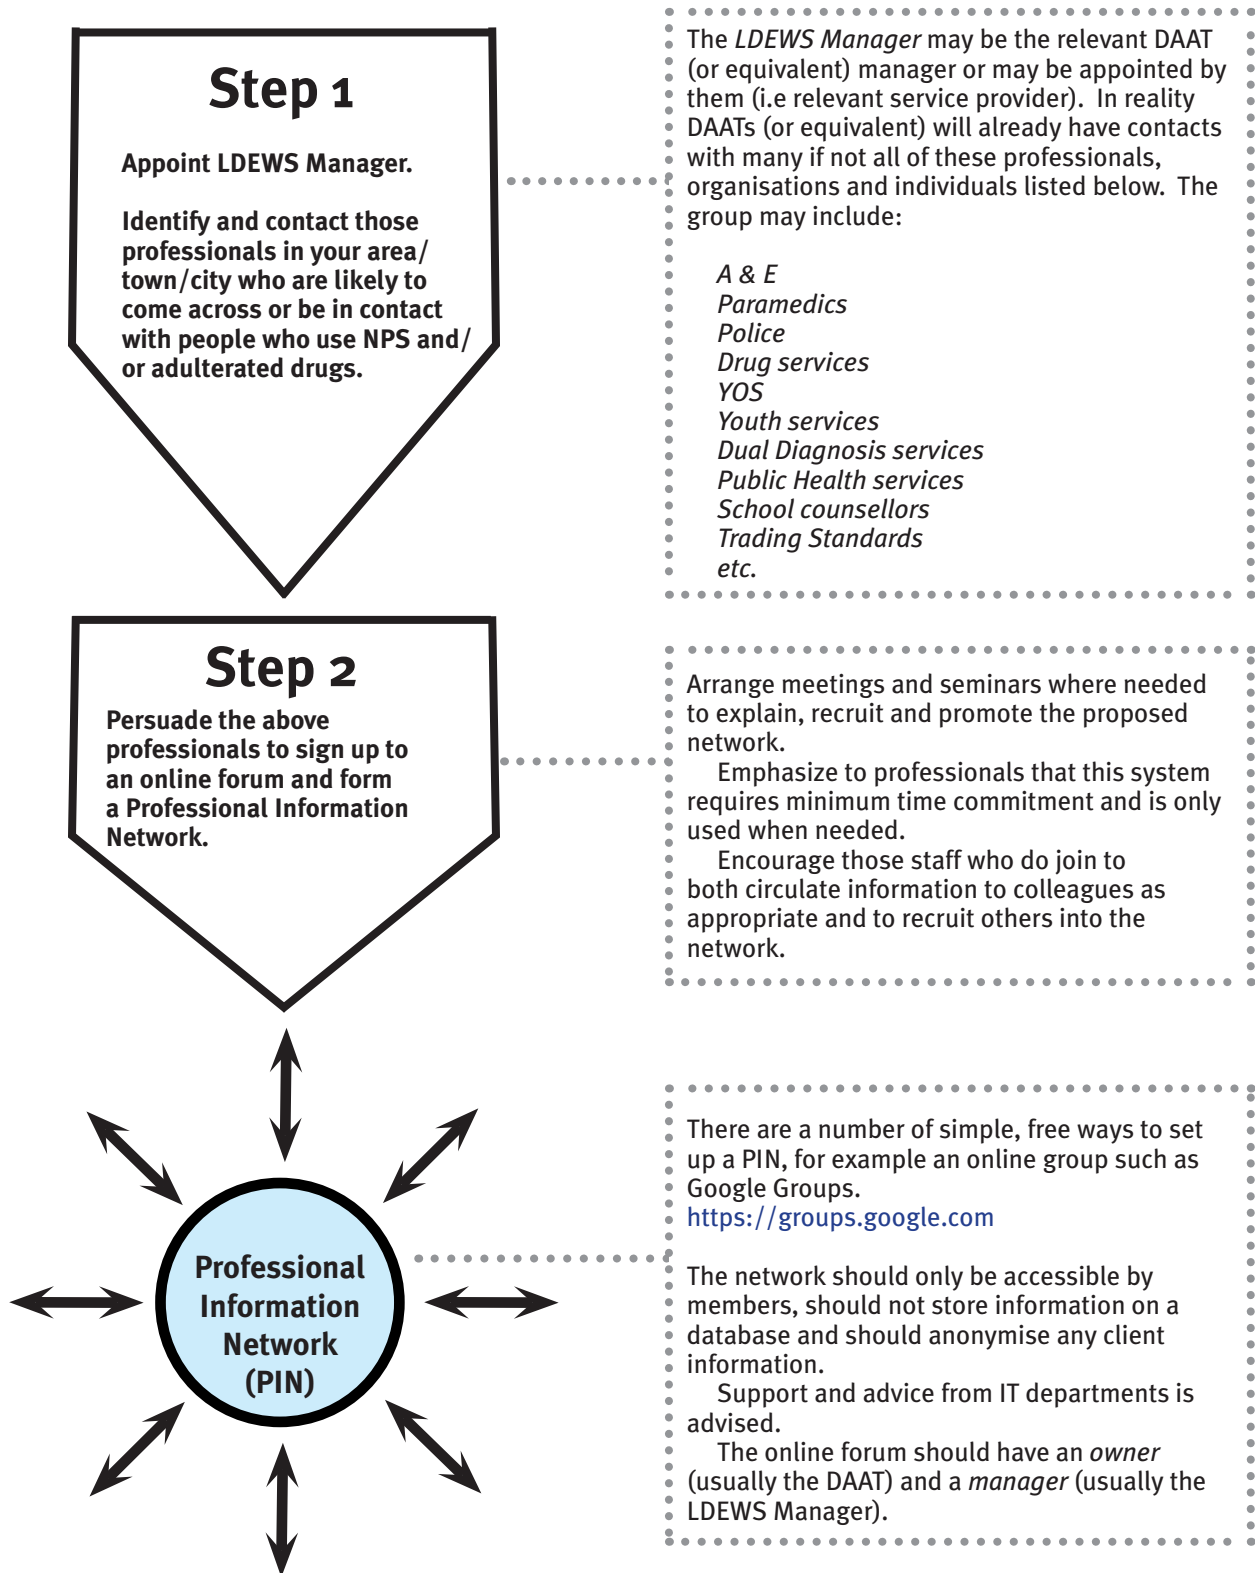 Step 1
Appoint LDEWS Manager.
Identify and contact those
professionals in your area/
town/city who are likely to
come across or be in contact
with people who use NPS and/
or adulterated drugs.
The LDEWS Manager may be the relevant DAAT
(or equivalent) manager or may be appointed by
them (i.e relevant service provider).  In reality
DAATs (or equivalent) will already have contacts
with many if not all of these professionals,
organisations and individuals listed below.  The
group may include:
A & E
Paramedics
Police
Drug services
YOS
Youth services
Dual Diagnosis services
Public Health services
School counsellors
Trading Standards
etc.
Step 2
Persuade the above
professionals to sign up to
an online forum and form
a Professional Information
Network.
Arrange meetings and seminars where needed
to explain, recruit and promote the proposed
network.
Emphasize to professionals that this system
requires minimum time commitment and is only
used when needed.
Encourage those staff who do join to
both circulate information to colleagues as
appropriate and to recruit others into the
network.
Professional
Information
Network
(PIN)
There are a number of simple, free ways to set
up a PIN, for example an online group such as
Google Groups.
https://groups.google.com
The network should only be accessible by
members, should not store information on a
database and should anonymise any client
information.
Support and advice from IT departments is
advised.
The online forum should have an owner
(usually the DAAT) and a manager (usually the
LDEWS Manager).